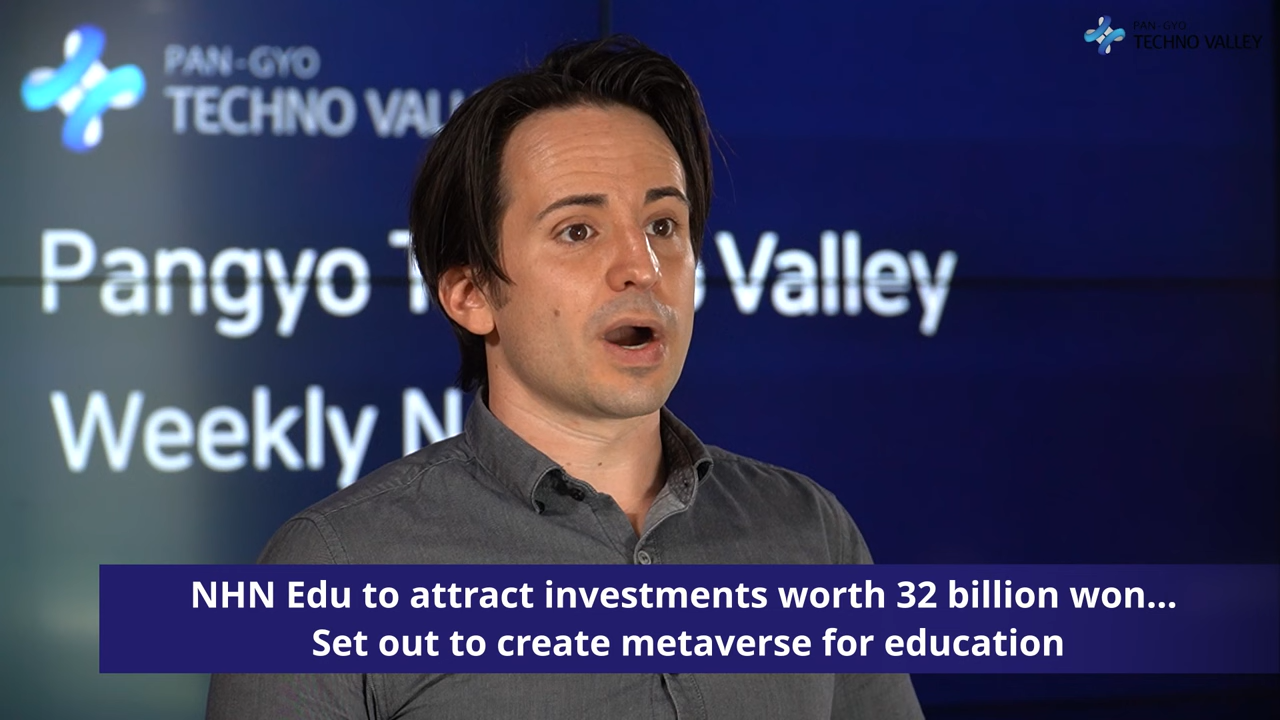 PAN-GYO
TECHNO VAL
PAN-GYO
TECHNO VALLEY
Pangyo T Valley
Weekly N
NHN Edu to attract investments worth 32 billion won...
Set out to create metaverse for education